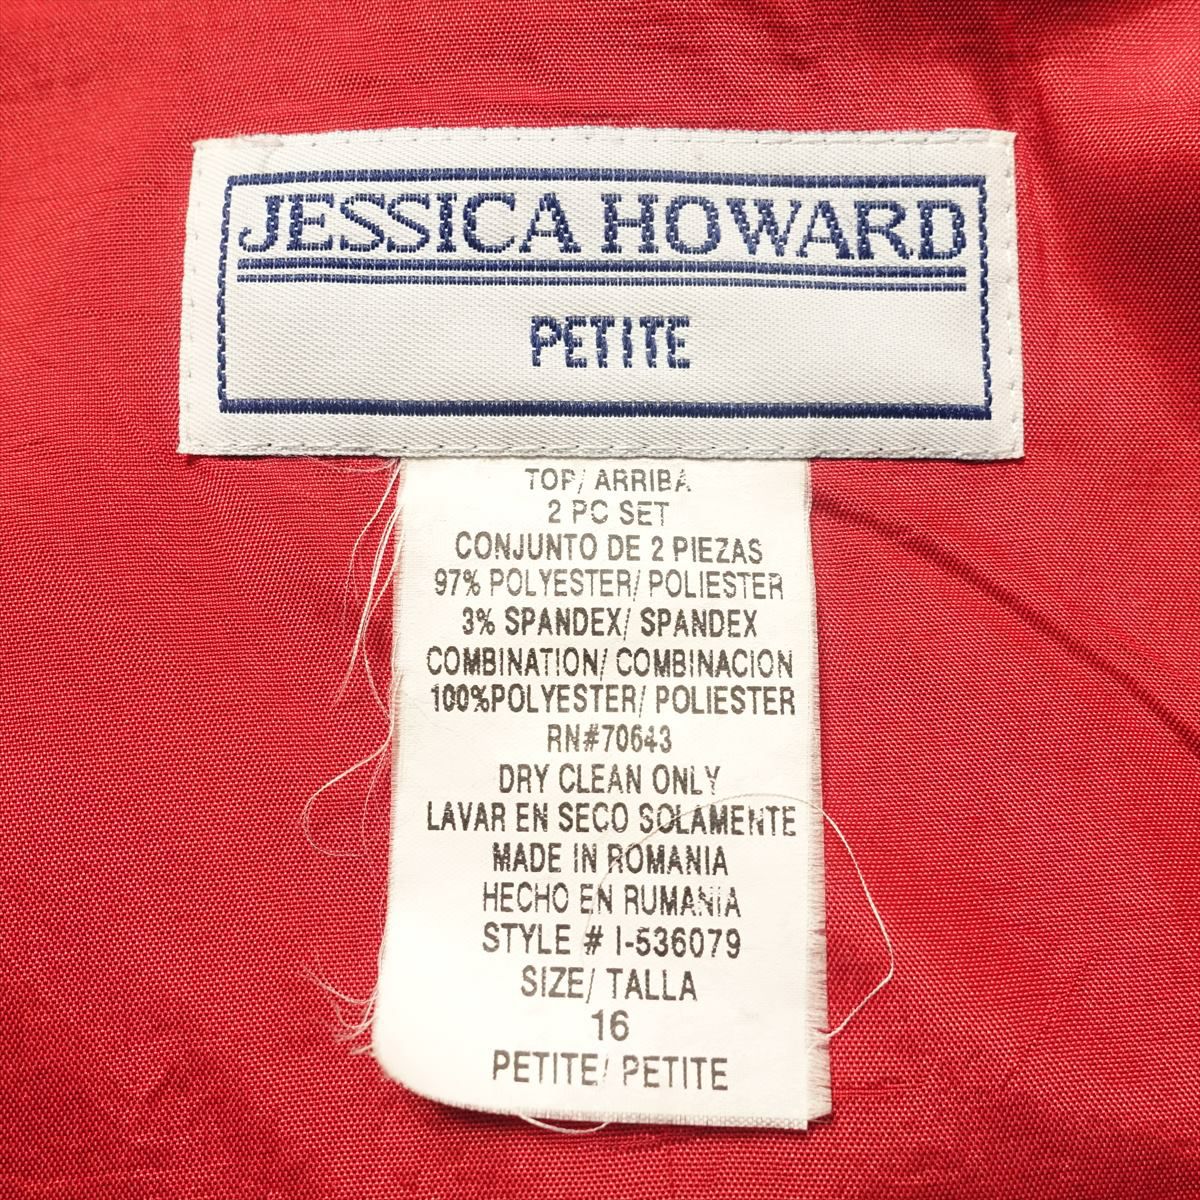 JESSICA HOWARD
PETITE
TOP/ ARRIBA
2 PC SET
CONJUNTO DE 2 PIEZAS
97% POLYESTER/ POLIESTER
3% SPANDEX/ SPANDEX
COMBINATION/ COMBINACION
100%POLYESTER/ POLIESTER
RN#70643
DRY CLEAN ONLY
LAVAR EN SECO SOLAMENTE
MADE IN ROMANIA
HECHO EN RUMANIA
STYLE # I-536079
SIZE/ TALLA
16
PETITE/ PETITE